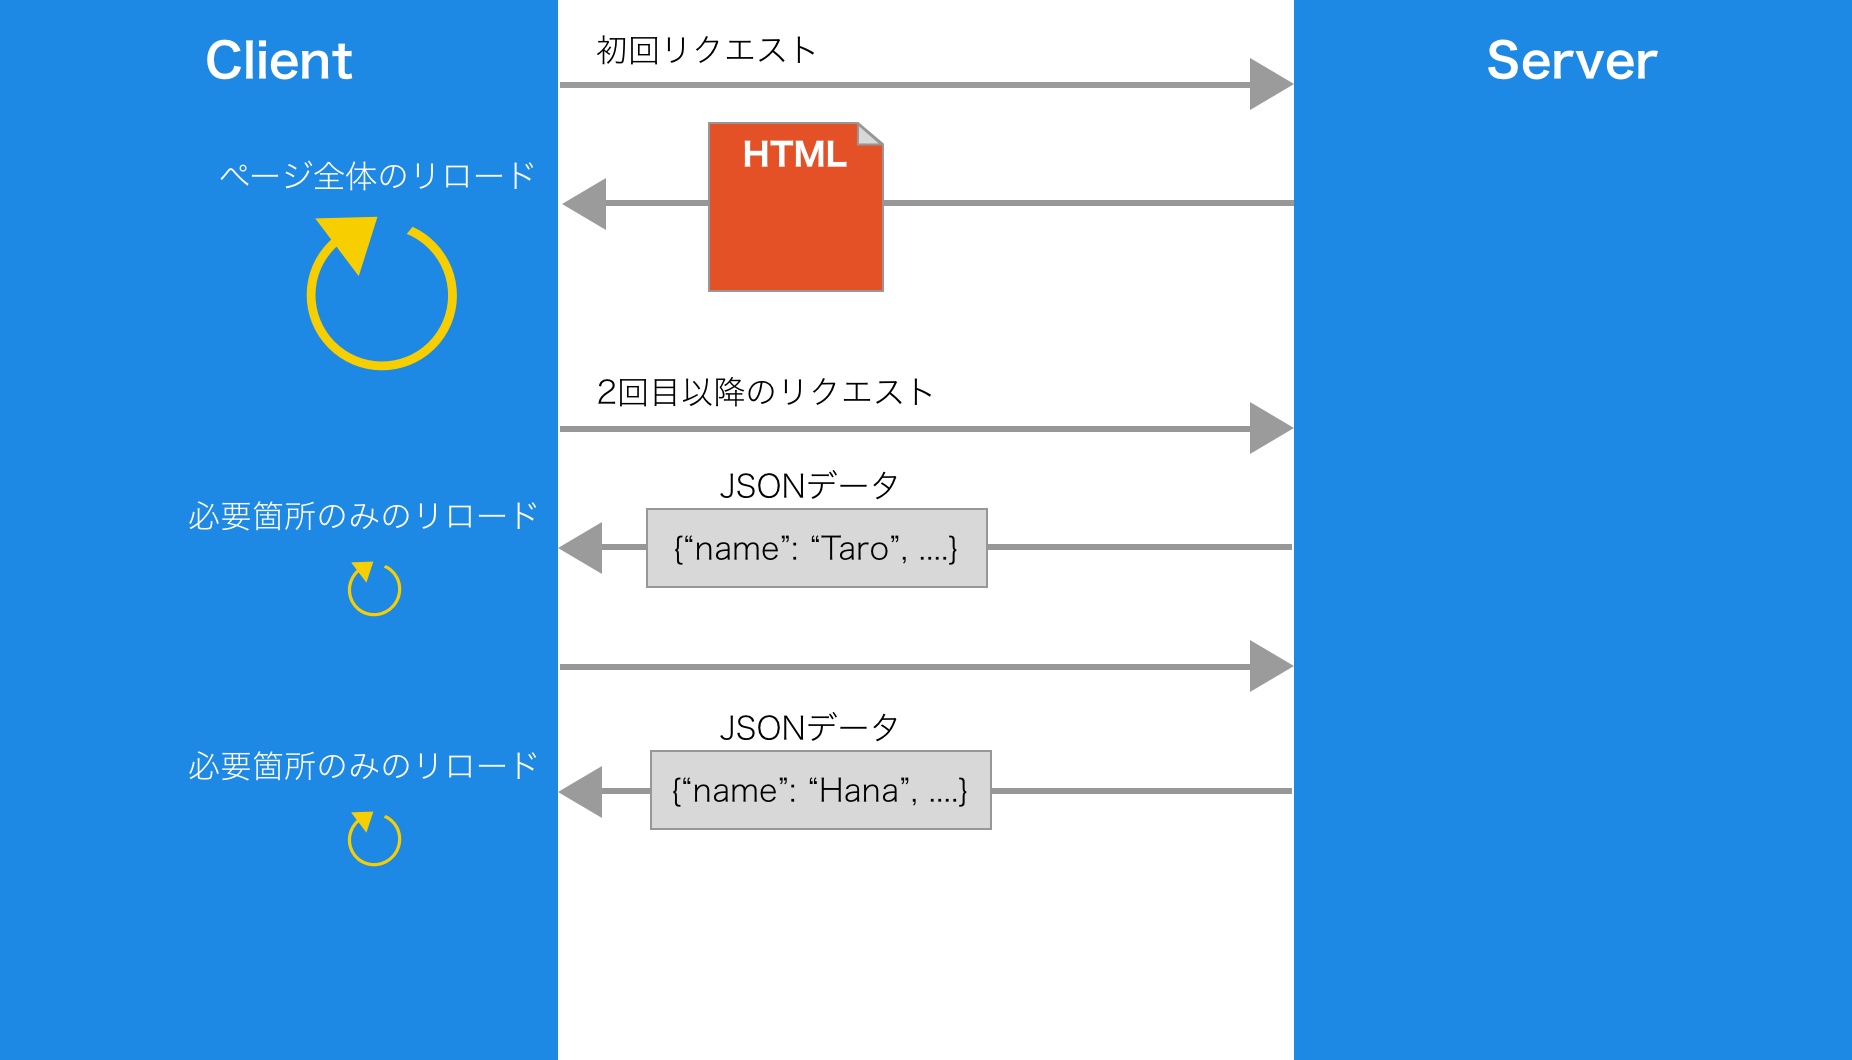 Client
Server
初回リクエスト
HTML
ページ全体のリロード
2回目以降のリクエスト
JSONデータ
{“name”: “Taro”, ....}
必要箇所のみのリロード
JSONデータ
{“name”: “Hana”, ....}
必要箇所のみのリロード